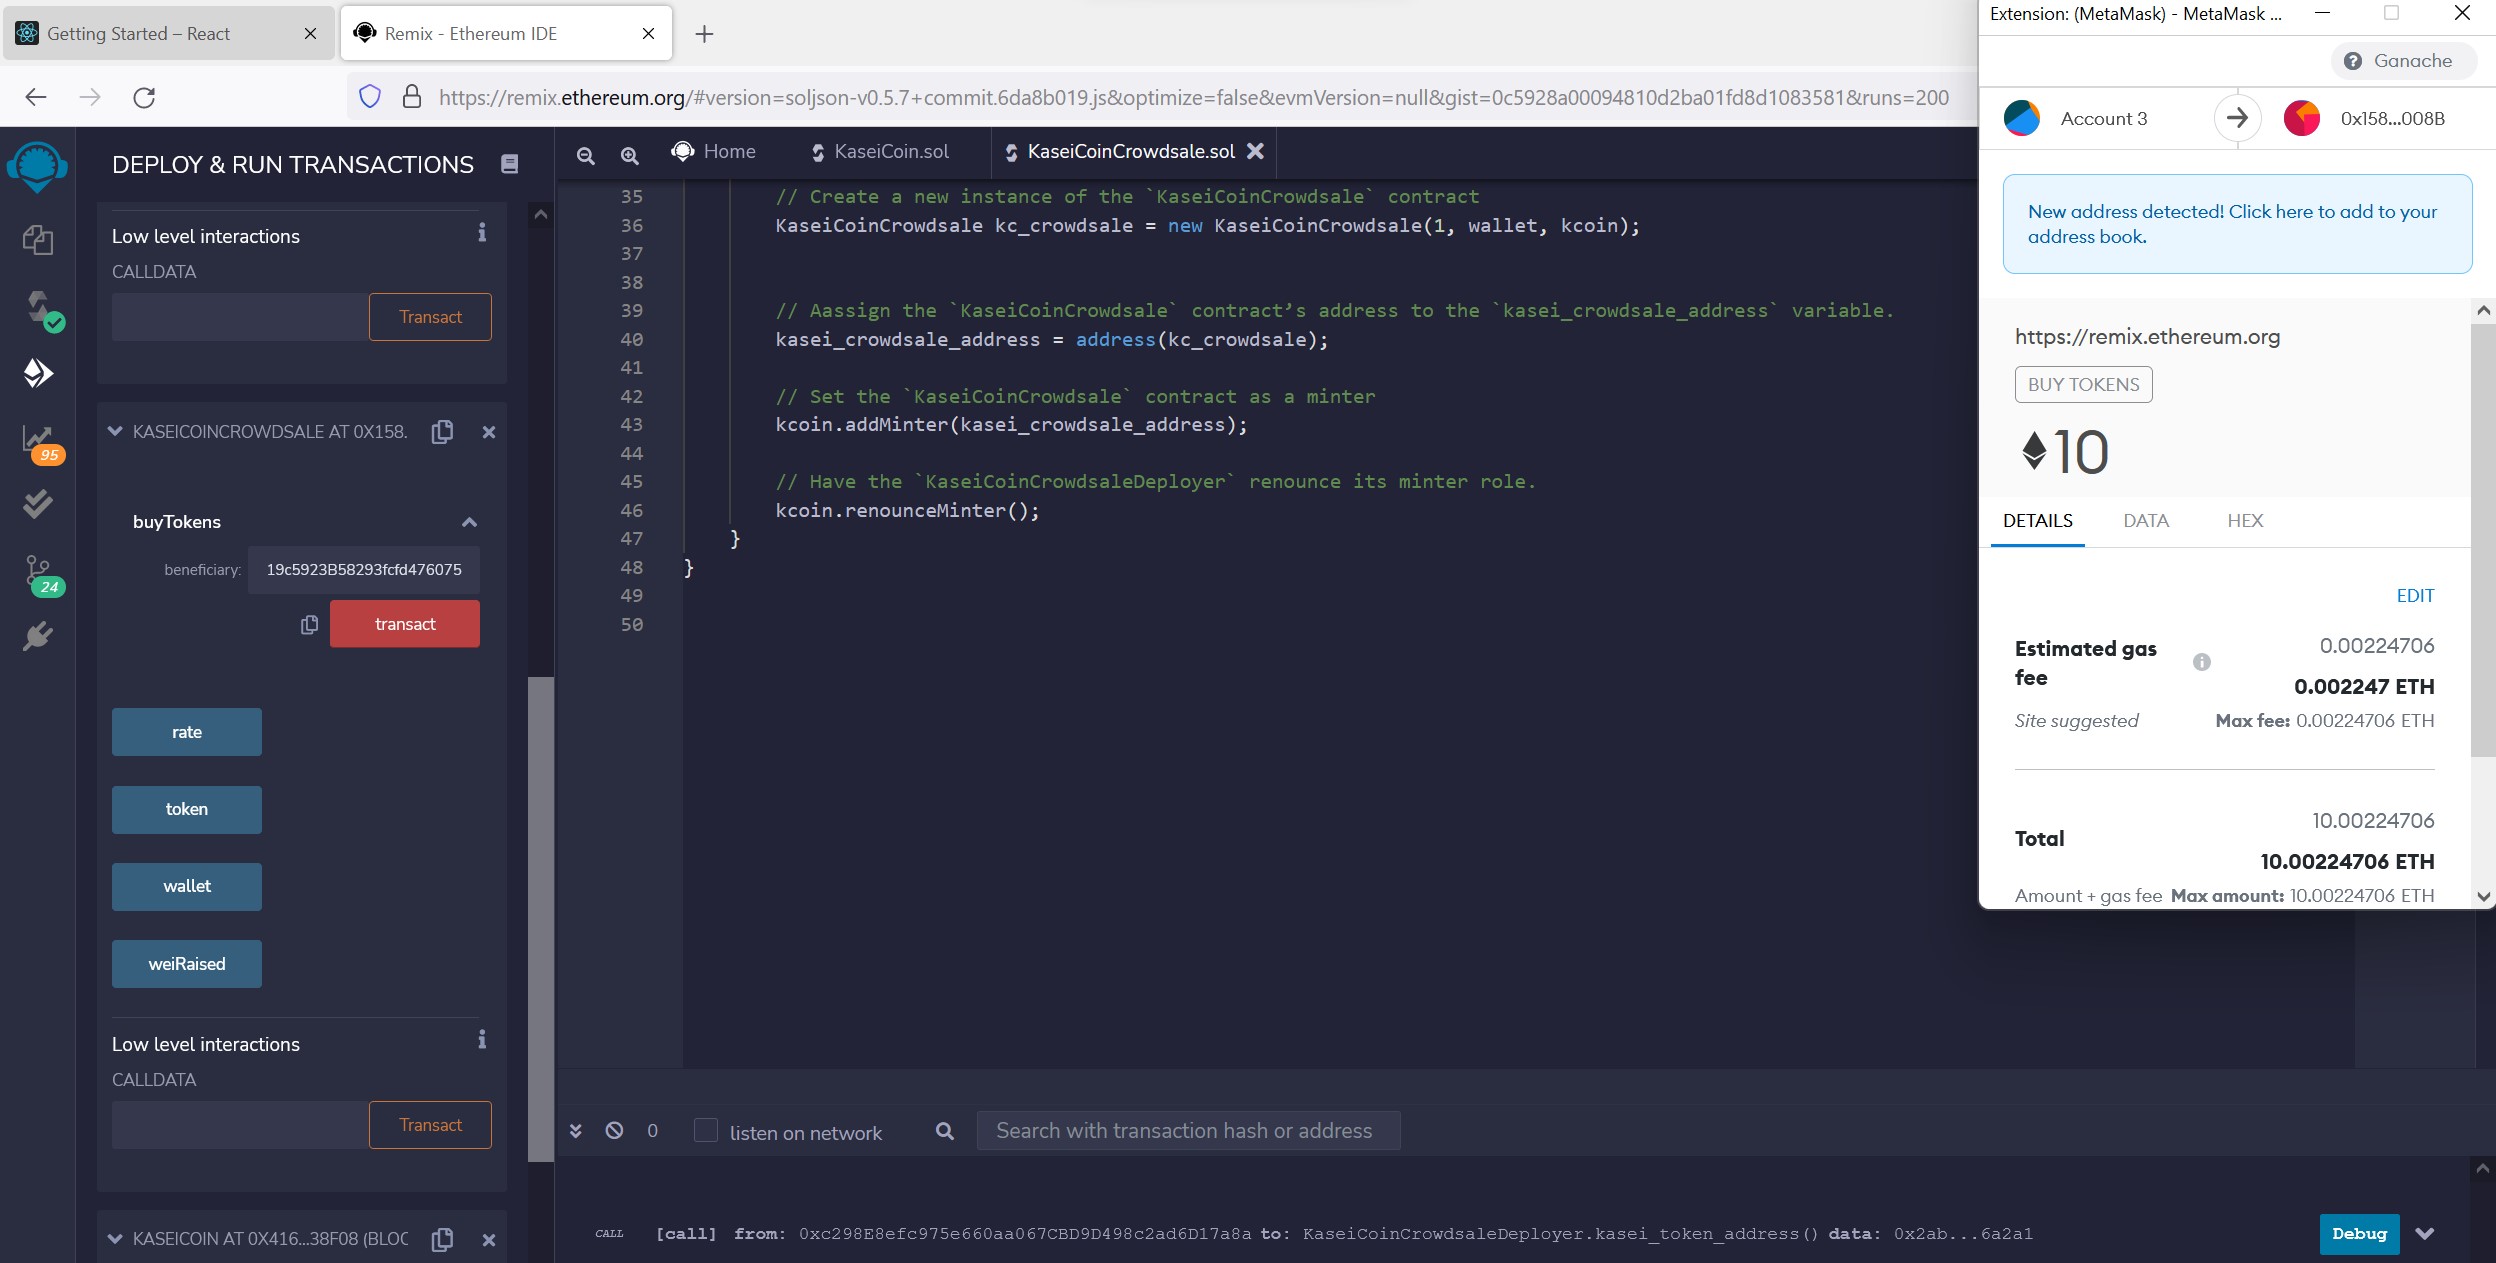 Getting Started – React
Remix - Ethereum IDE
https://remix.ethereum.org/#version=soljson-v0.5.7+commit.6da8b019.js&optimize=false&evmVersion=null&gist=0c5928a00094810d2ba01fd8d1083581&runs=200
DEPLOY & RUN TRANSACTIONS
Low level interactions
i
CALLDATA
Transact
KASEICOINCROWDSALE AT 0X158.
buyTokens
beneficiary: 19c5923B58293fcfd476075
transact
rate
token
wallet
weiRaised
Low level interactions
i
CALLDATA
Transact
KASEICOIN AT 0X416...38F08 (BLOC
95
24
Home
KaseiCoin.sol
KaseiCoinCrowdsale.sol
35 // Create a new instance of the `KaseiCoinCrowdsale` contract
36 KaseiCoinCrowdsale kc_crowdsale = new KaseiCoinCrowdsale(1, wallet, kcoin);
37
38
39 // Aassign the `KaseiCoinCrowdsale` contract’s address to the `kasei_crowdsale_address` variable.
40 kasei_crowdsale_address = address(kc_crowdsale);
41
42 // Set the `KaseiCoinCrowdsale` contract as a minter
43 kcoin.addMinter(kasei_crowdsale_address);
44
45 // Have the `KaseiCoinCrowdsaleDeployer` renounce its minter role.
46 kcoin.renounceMinter();
47 }
48 }
49
50
0
listen on network
Search with transaction hash or address
CALL [call] from: 0xc298E8efc975e660aa067CBD9D498c2ad6D17a8a to: KaseiCoinCrowdsaleDeployer.kasei_token_address() data: 0x2ab...6a2a1
Debug
Extension: (MetaMask) - MetaMask ...
? Ganache
Account 3
0x158...008B
New address detected! Click here to add to your
address book.
https://remix.ethereum.org
BUY TOKENS
10
DETAILS
DATA
HEX
EDIT
Estimated gas
fee
i
0.00224706
0.002247 ETH
Site suggested
Max fee: 0.00224706 ETH
Total
10.00224706
10.00224706 ETH
Amount + gas fee Max amount: 10.00224706 ETH